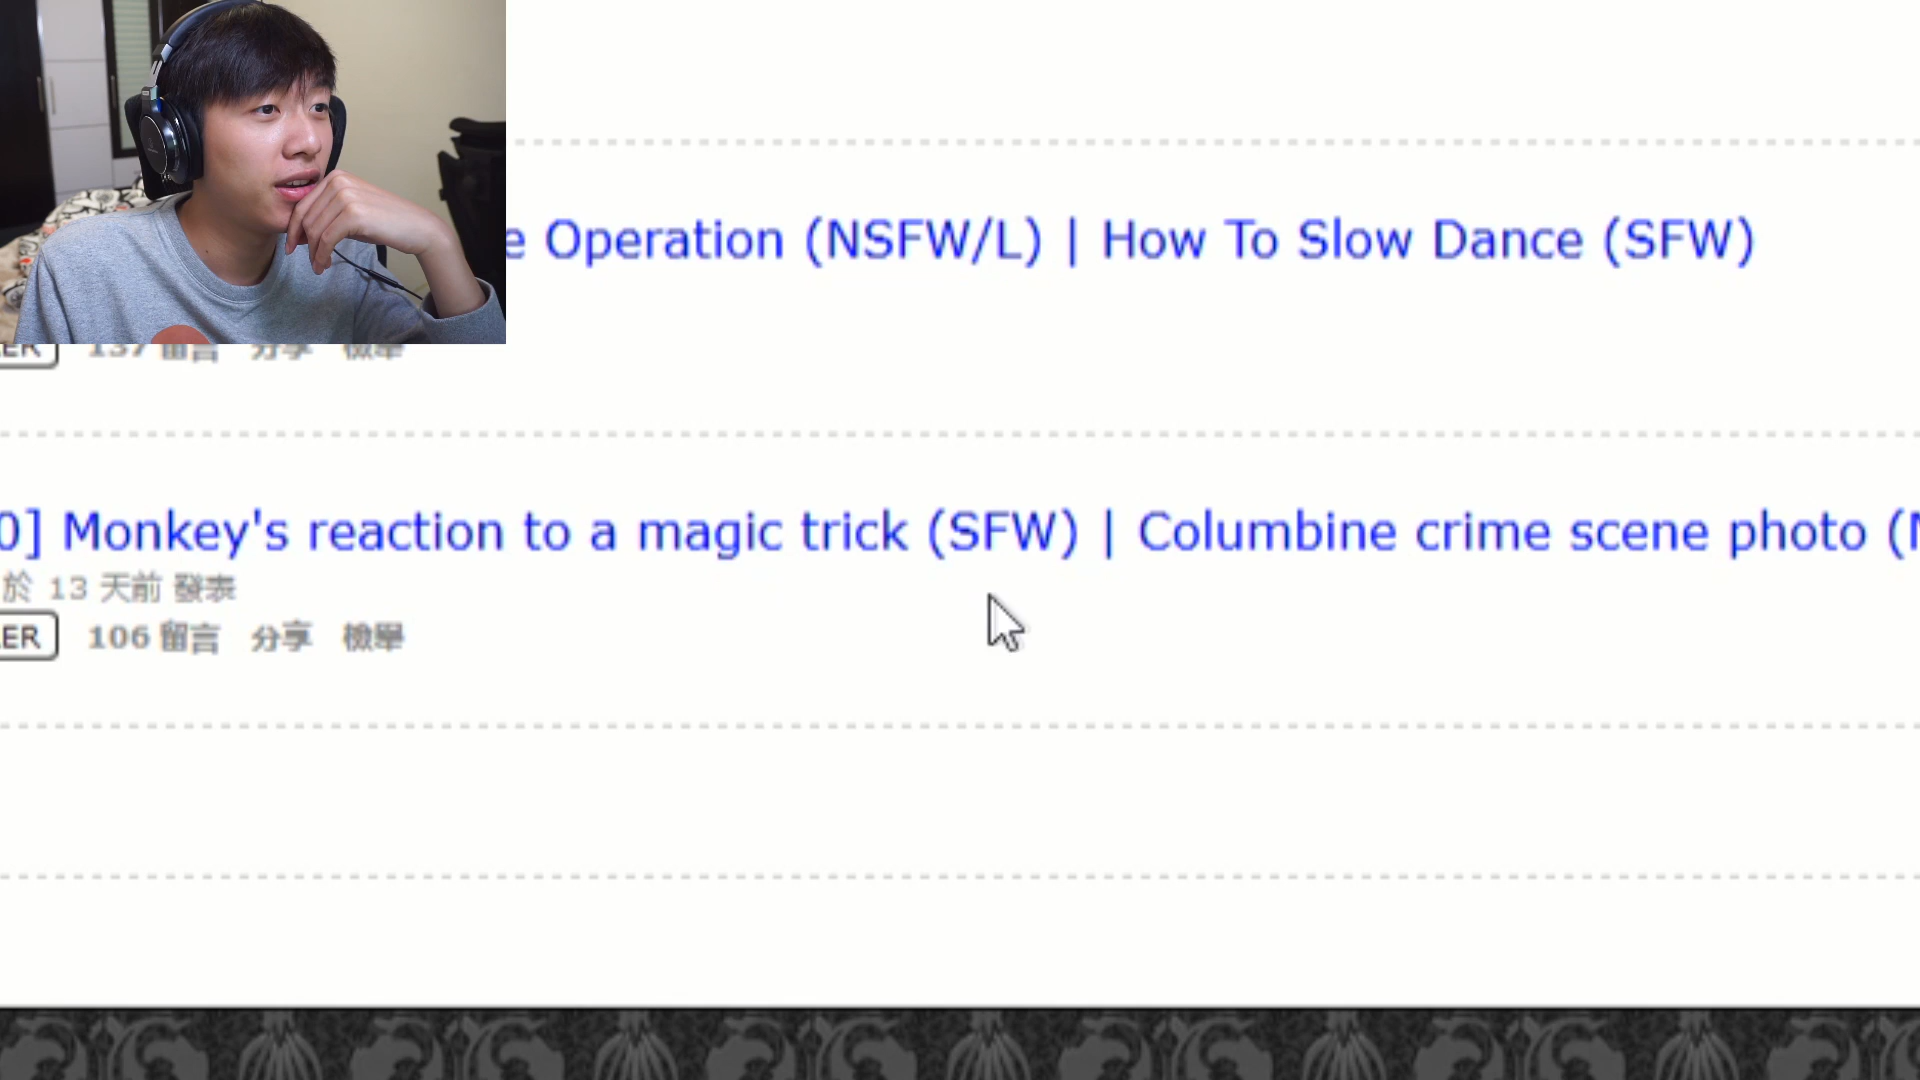 e Operation (NSFW/L) | How To Slow Dance (SFW)
ER 137 留言 分享 檢舉
0] Monkey's reaction to a magic trick (SFW) | Columbine crime scene photo (
於 13 天前 發表
ER 106 留言 分享 檢舉